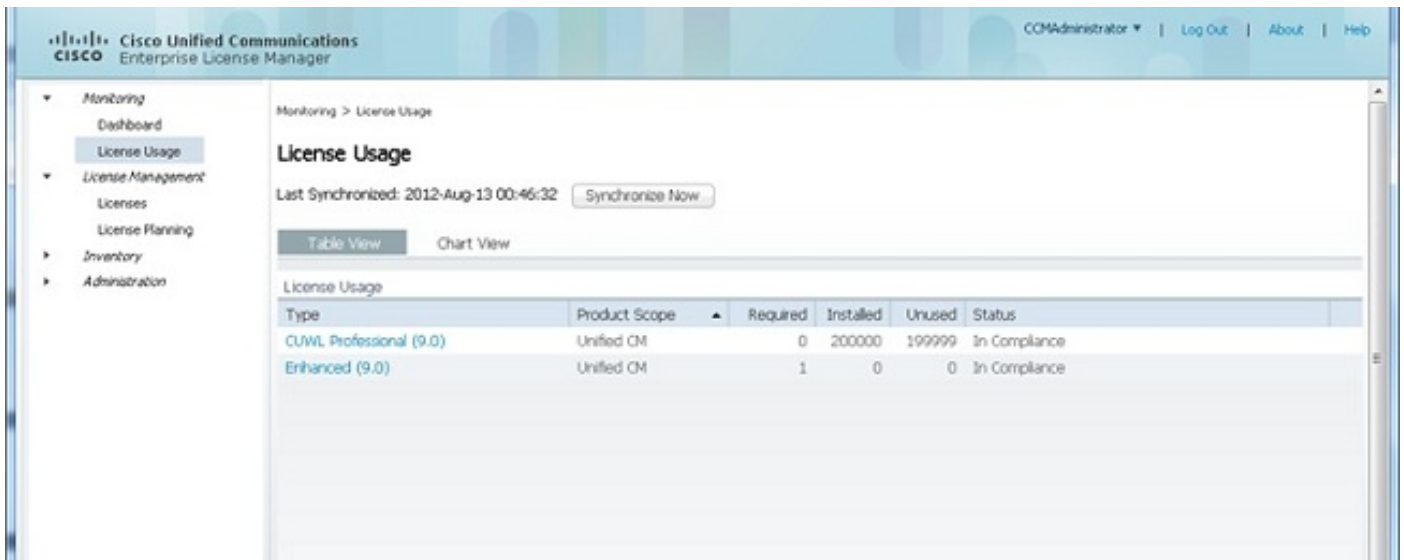 CCMAdministrator | Log Out | About | Help
Cisco Unified Communications
CISCO Enterprise License Manager
Monitoring
Dashboard
License Usage
License Management
Licenses
License Planning
Inventory
Administration
Monitoring > License Usage
License Usage
Last Synchronized: 2012-Aug-13 00:46:32 Synchronize Now
Table View Chart View
License Usage
Type Product Scope Required Installed Unused Status
CUWL Professional (9.0) Unified CM 0 200000 199999 In Compliance
Enhanced (9.0) Unified CM 1 0 0 In Compliance